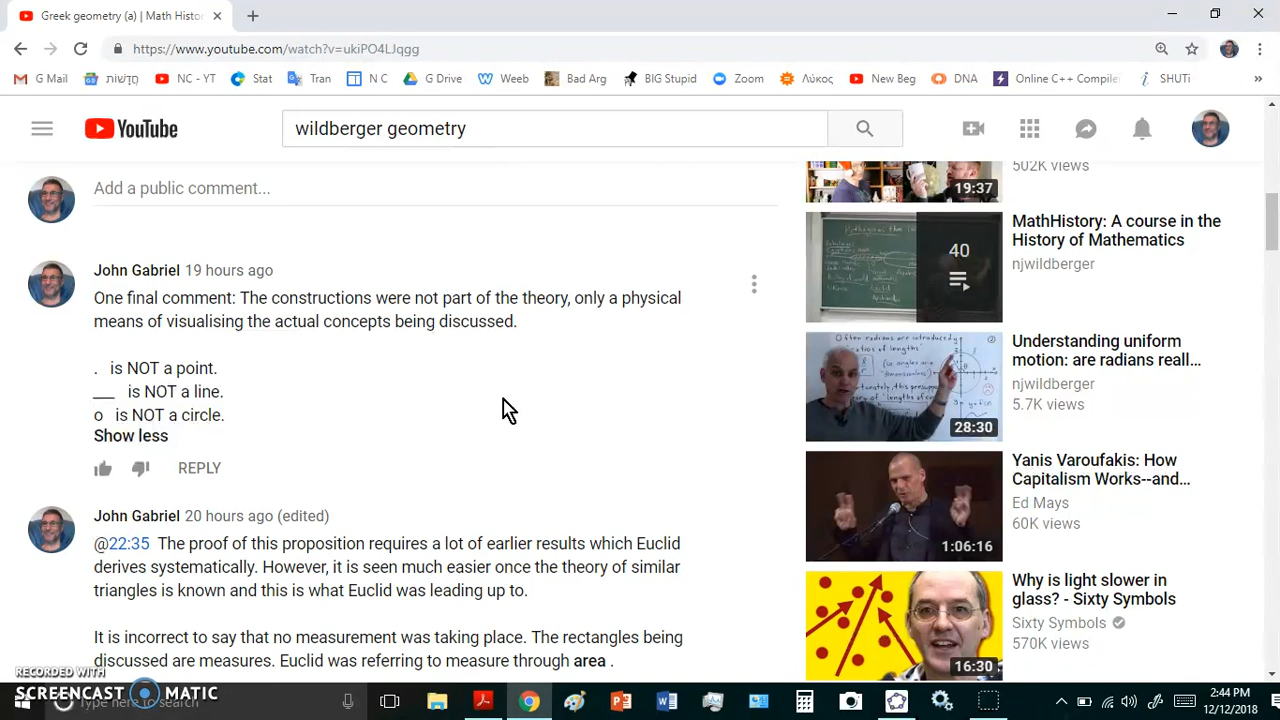 Greek geometry (a) | Math Histo
https://www.youtube.com/watch?v=ukiPO4LJqgg
G Mail חֲדָשׁוֹת NC - YT Stat Tran N C G Drive Weeb Bad Arg BIG Stupid Zoom Λύκος New Beg DNA Online C++ Compile SHUTi »
YouTube wildberger geometry
Add a public comment...
John Gabriel 19 hours ago
One final comment: The constructions were not part of the theory, only a physical
means of visualising the actual concepts being discussed.
. is NOT a point.
___ is NOT a line.
o is NOT a circle.
Show less
REPLY
John Gabriel 20 hours ago (edited)
@22:35 The proof of this proposition requires a lot of earlier results which Euclid
derives systematically. However, it is seen much easier once the theory of similar
triangles is known and this is what Euclid was leading up to.
It is incorrect to say that no measurement was taking place. The rectangles being
discussed are measures. Euclid was referring to measure through area .
19:37
502K views
40
MathHistory: A course in the
History of Mathematics
njwildberger
28:30
Understanding uniform
motion: are radians reall...
njwildberger
5.7K views
1:06:16
Yanis Varoufakis: How
Capitalism Works--and...
Ed Mays
60K views
16:30
Why is light slower in
glass? - Sixty Symbols
Sixty Symbols
570K views
RECORDED WITH
SCREENCAST MATIC
Type here to search
2:44 PM
12/12/2018